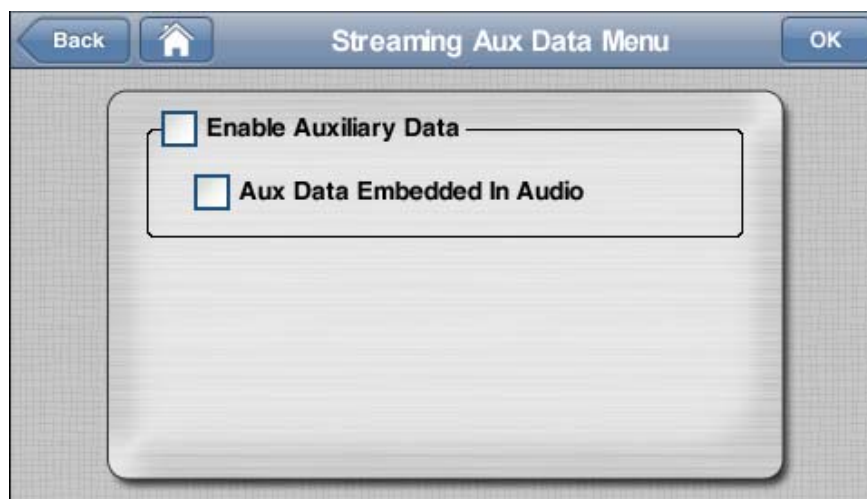 Back
Streaming Aux Data Menu
OK
Enable Auxiliary Data
Aux Data Embedded In Audio